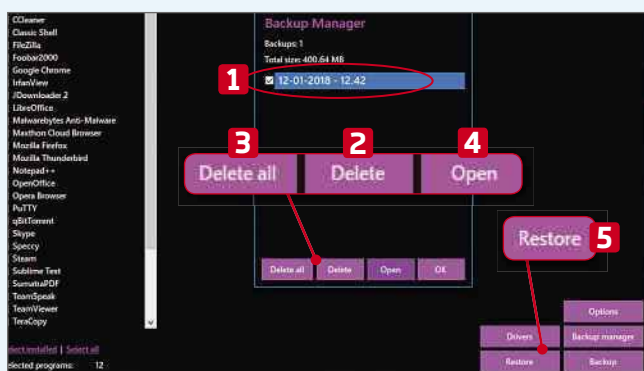 CCleaner
Classic Shell
FileZilla
Foobar2000
Google Chrome
IrfanView
JDownloader 2
LibreOffice
Malwarebytes Anti-Malware
Maxthon Cloud Browser
Mozilla Firefox
Mozilla Thunderbird
Notepad++
OpenOffice
Opera Browser
PuTTY
qBitTorrent
Skype
Speccy
Steam
Sublime Text
SumatraPDF
TeamSpeak
TeamViewer
TeraCopy
ect installed | Select all
elected programs: 12
Backup Manager
Backups: 1
Total size: 400.64 MB
1
12-01-2018 - 12.42
3
2
4
Delete all
Delete
Open
Restore
5
Delete all
Delete
Open
OK
Options
Drivers
Backup manager
Restore
Backup